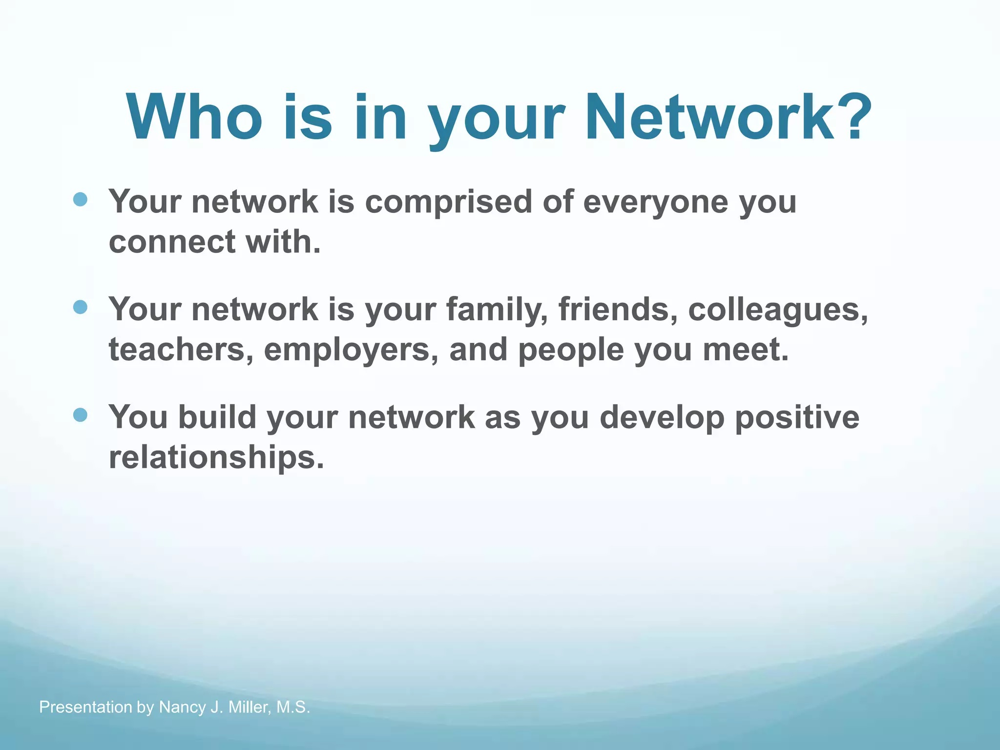 Who is in your Network?
• Your network is comprised of everyone you
connect with.
• Your network is your family, friends, colleagues,
teachers, employers, and people you meet.
• You build your network as you develop positive
relationships.
Presentation by Nancy J. Miller, M.S.